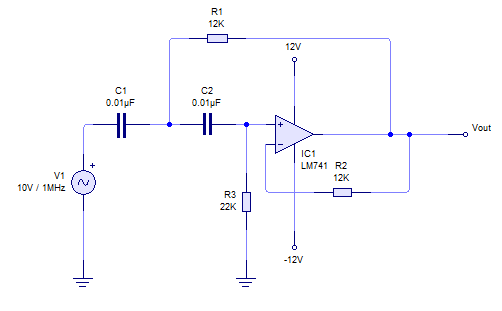 R1
12K
12V
C1
0.01µF
C2
0.01µF
+
−
IC1
LM741
Vout
R2
12K
+
V1
10V / 1MHz
R3
22K
-12V